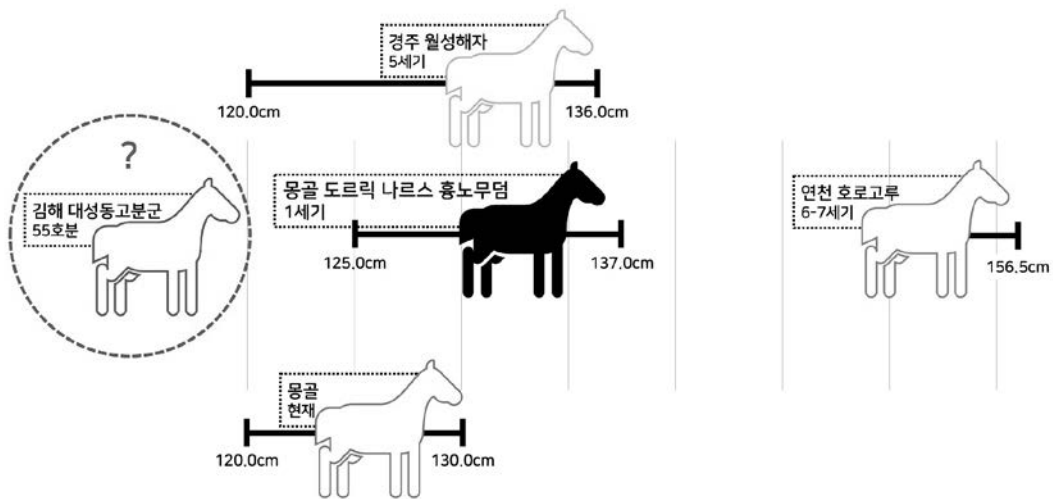 경주 월성해자
5세기
120.0cm
136.0cm
?
김해 대성동고분군
55호분
몽골 도르릭 나르스 흉노무덤
1세기
125.0cm
137.0cm
연천 호로고루
6-7세기
156.5cm
몽골
현재
120.0cm
130.0cm